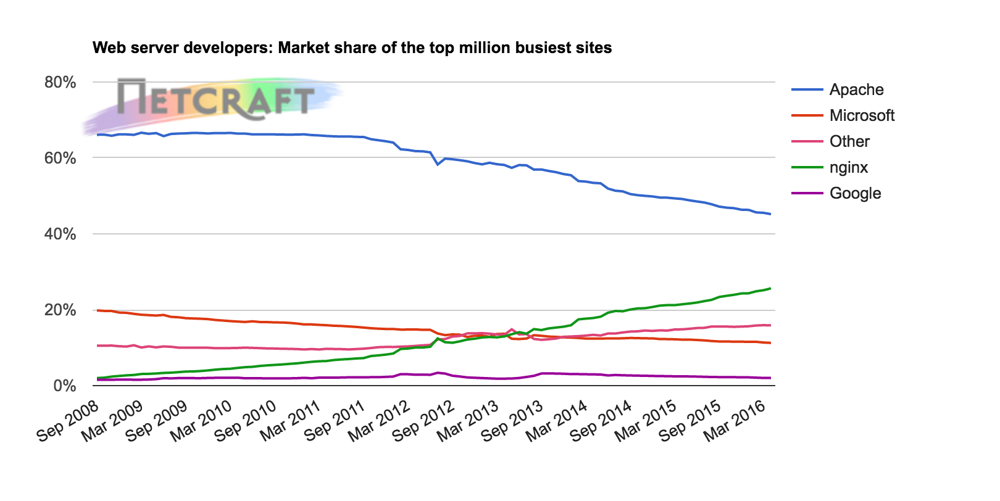 Web server developers: Market share of the top million busiest sites
NETCRAFT
80%
60%
40%
20%
0%
Apache
Microsoft
Other
nginx
Google
Sep 2008
Mar 2009
Sep 2009
Mar 2010
Sep 2010
Mar 2011
Sep 2011
Mar 2012
Sep 2012
Mar 2013
Sep 2013
Mar 2014
Sep 2014
Mar 2015
Sep 2015
Mar 2016